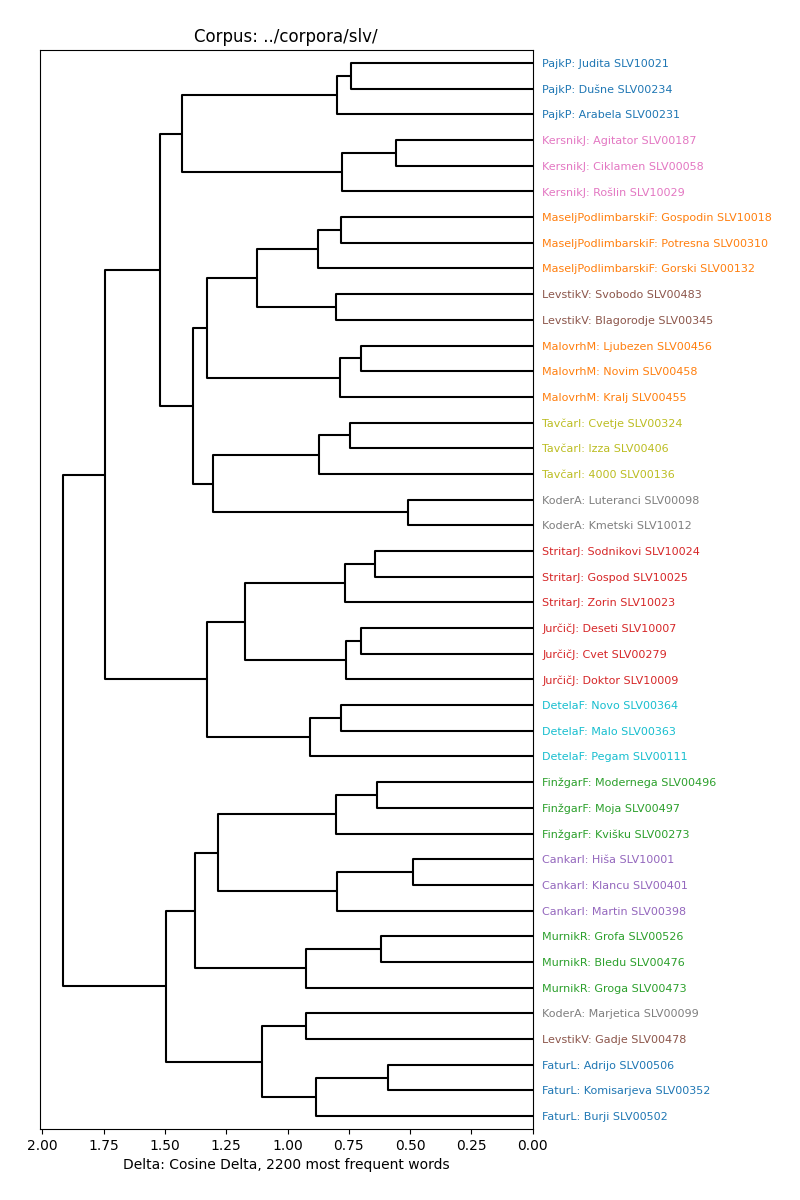 Corpus: ../corpora/slv/
PajkP: Judita SLV10021
PajkP: Dušne SLV00234
PajkP: Arabela SLV00231
KersnikJ: Agitator SLV00187
KersnikJ: Ciklamen SLV00058
KersnikJ: Rošlin SLV10029
MaseljPodlimbarskiF: Gospodin SLV10018
MaseljPodlimbarskiF: Potresna SLV00310
MaseljPodlimbarskiF: Gorski SLV00132
LevstikV: Svobodo SLV00483
LevstikV: Blagorodje SLV00345
MalovrhM: Ljubezen SLV00456
MalovrhM: Novim SLV00458
MalovrhM: Kralj SLV00455
TavčarI: Cvetje SLV00324
TavčarI: Izza SLV00406
TavčarI: 4000 SLV00136
KoderA: Luteranci SLV00098
KoderA: Kmetski SLV10012
StritarJ: Sodnikovi SLV10024
StritarJ: Gospod SLV10025
StritarJ: Zorin SLV10023
JurčičJ: Deseti SLV10007
JurčičJ: Cvet SLV00279
JurčičJ: Doktor SLV10009
DetelaF: Novo SLV00364
DetelaF: Malo SLV00363
DetelaF: Pegam SLV00111
FinžgarF: Modernega SLV00496
FinžgarF: Moja SLV00497
FinžgarF: Kvišku SLV00273
CankarI: Hiša SLV10001
CankarI: Klancu SLV00401
CankarI: Martin SLV00398
MurnikR: Grofa SLV00526
MurnikR: Bledu SLV00476
MurnikR: Groga SLV00473
KoderA: Marjetica SLV00099
LevstikV: Gadje SLV00478
FaturL: Adrijo SLV00506
FaturL: Komisarjeva SLV00352
FaturL: Burji SLV00502
2.00 1.75 1.50 1.25 1.00 0.75 0.50 0.25 0.00
Delta: Cosine Delta, 2200 most frequent words